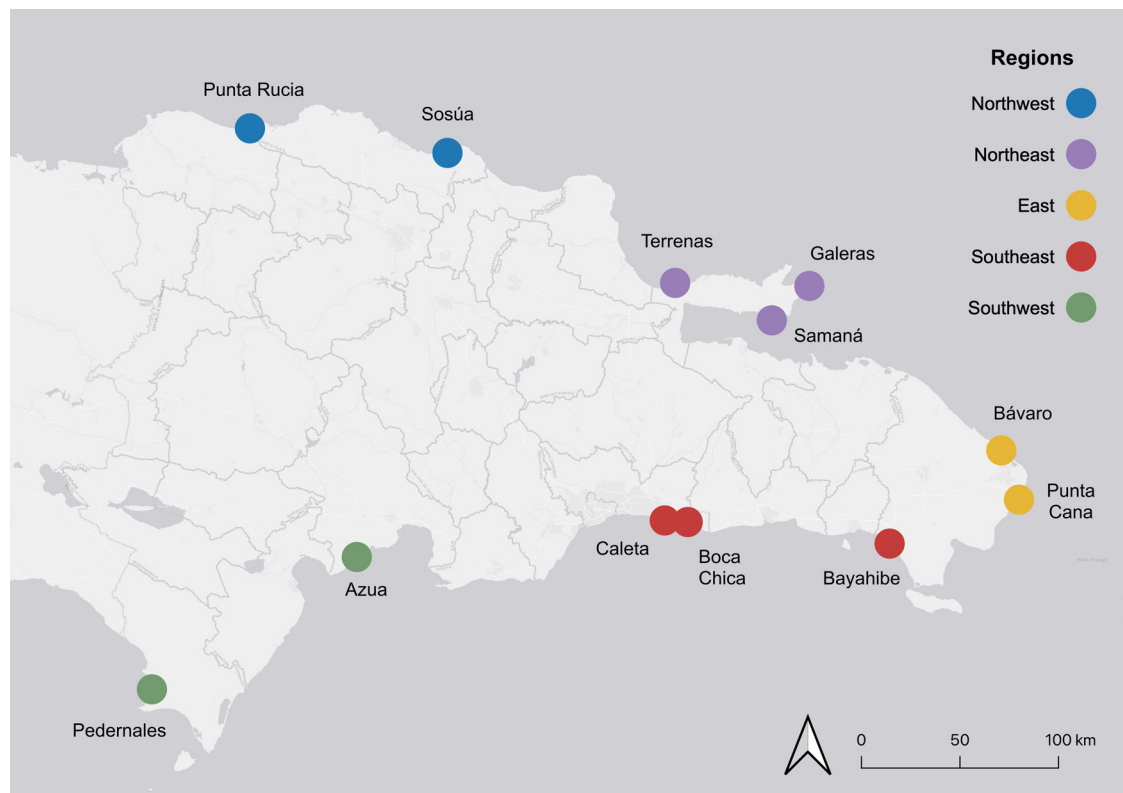 Regions
Punta Rucia
Northwest
Sosúa
Northeast
East
Terrenas
Galeras
Southeast
Southwest
Samaná
Bávaro
Punta
Cana
Caleta
Boca
Chica
Bayahibe
Azua
Pedernales
0 50 100 km